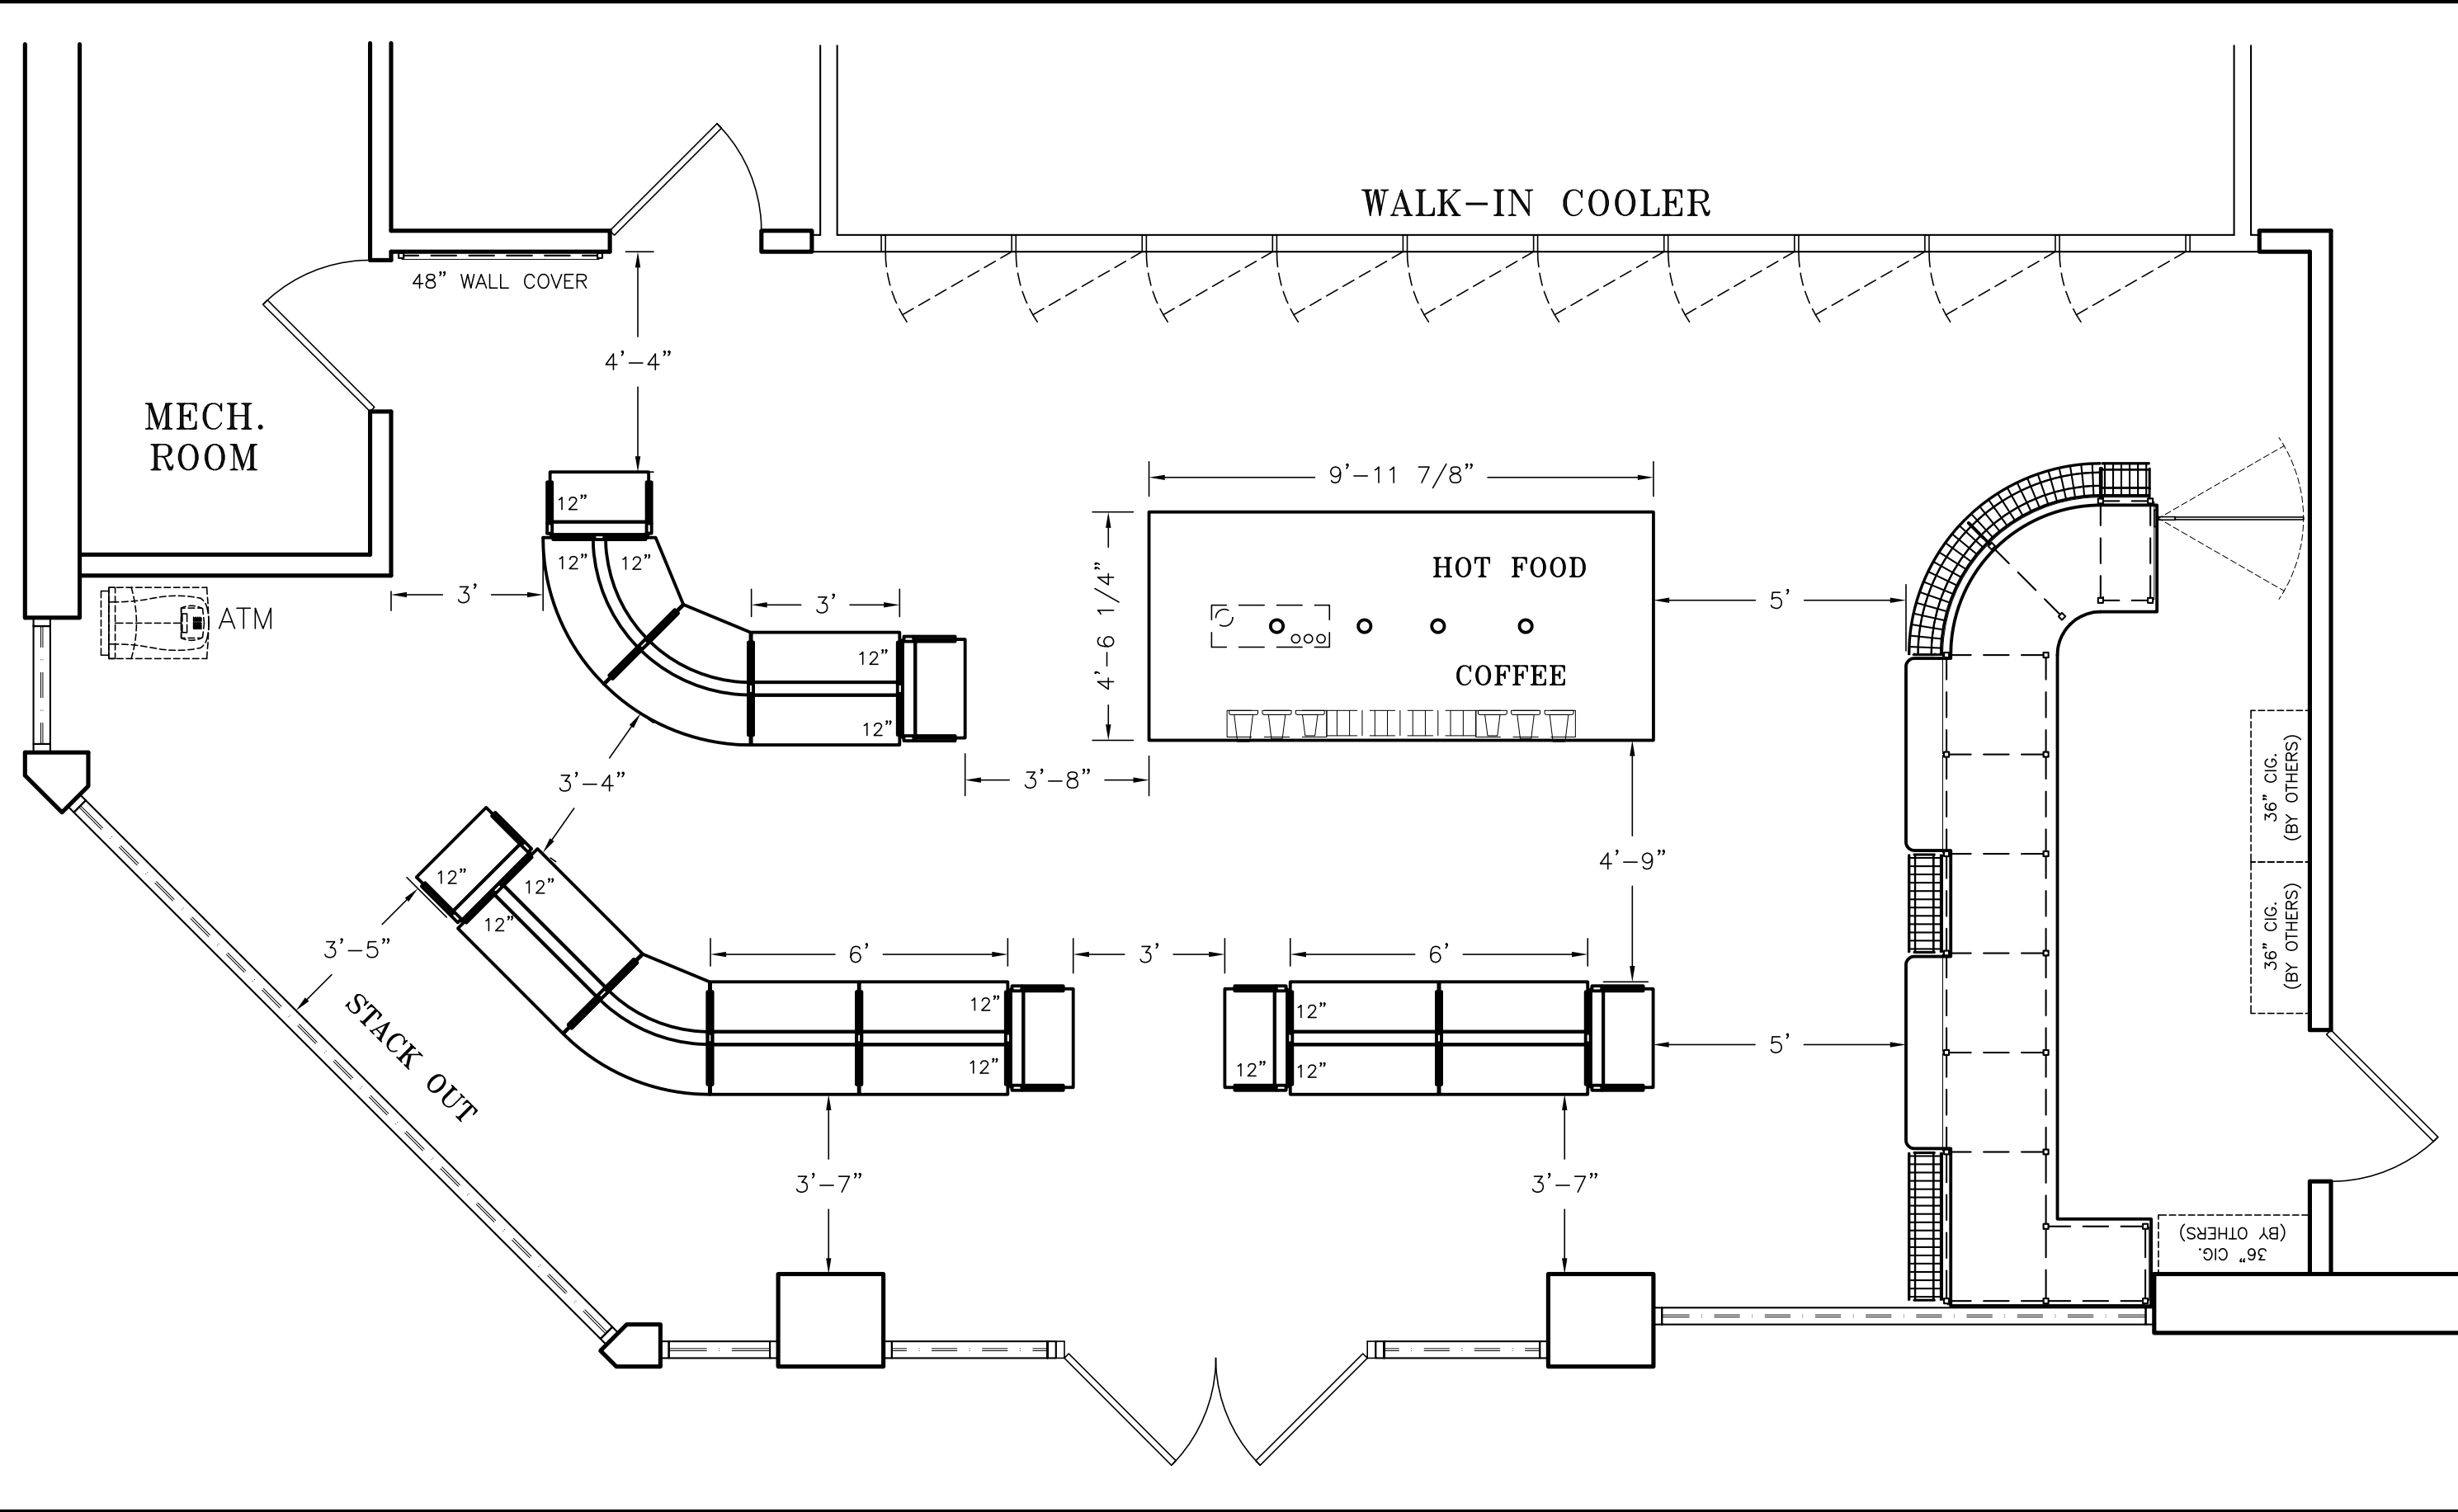 WALK-IN COOLER
48” WALL COVER
4’-4”
MECH.
ROOM
9’-11 7/8”
12”
12”
12”
3’
3’
4’-6 1/4”
HOT FOOD
5’
ATM
12”
COFFEE
12”
3’-4”
3’-8”
36” CIG.
(BY OTHERS)
4’-9”
12”
12”
12”
36” CIG.
(BY OTHERS)
3’-5”
6’
3’
6’
STACK OUT
12”
12”
12”
12”
12”
5’
3’-7”
3’-7”
36” CIG.
(BY OTHERS)